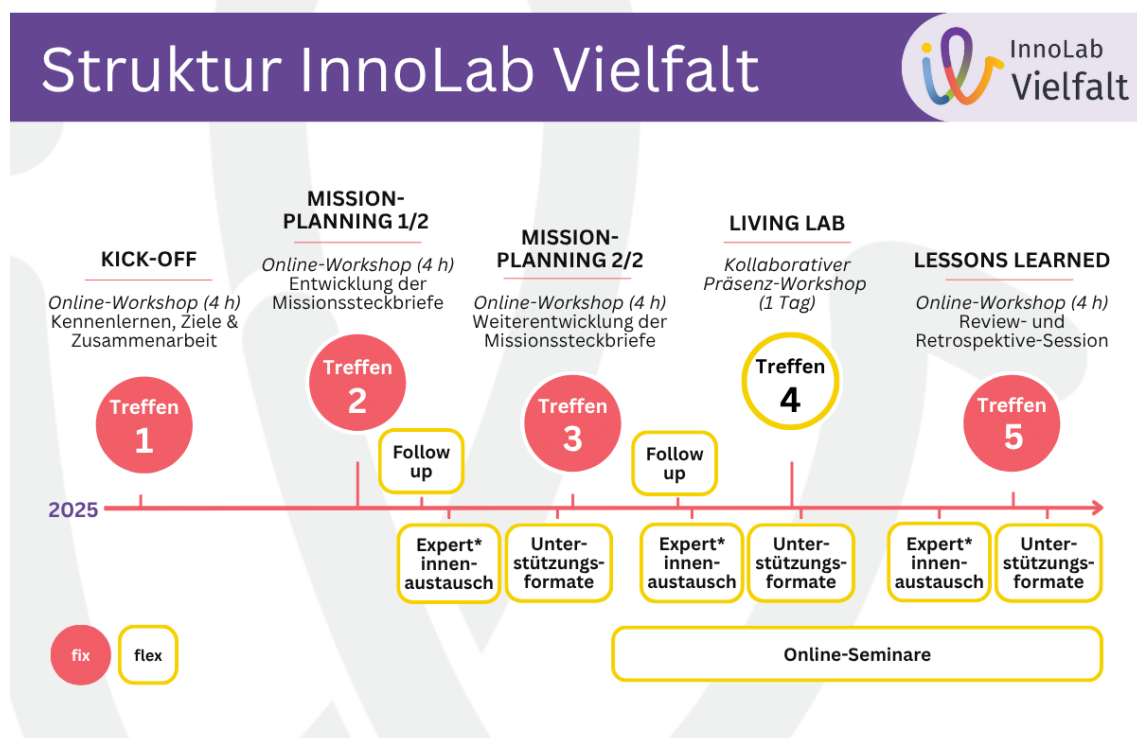 Struktur InnoLab Vielfalt
InnoLab
Vielfalt
KICK-OFF
Online-Workshop (4 h)
Kennenlernen, Ziele &
Zusammenarbeit
Treffen
1
MISSION-
PLANNING 1/2
Online-Workshop (4 h)
Entwicklung der
Missionssteckbriefe
Treffen
2
MISSION-
PLANNING 2/2
Online-Workshop (4 h)
Weiterentwicklung der
Missionssteckbriefe
Treffen
3
LIVING LAB
Kollaborativer
Präsenz-Workshop
(1 Tag)
Treffen
4
LESSONS LEARNED
Online-Workshop (4 h)
Review- und
Retrospektive-Session
Treffen
5
Follow
up
Follow
up
2025
Expert*
innen-
austausch
Unter-
stützungs-
formate
Expert*
innen-
austausch
Unter-
stützungs-
formate
Expert*
innen-
austausch
Unter-
stützungs-
formate
fix
flex
Online-Seminare